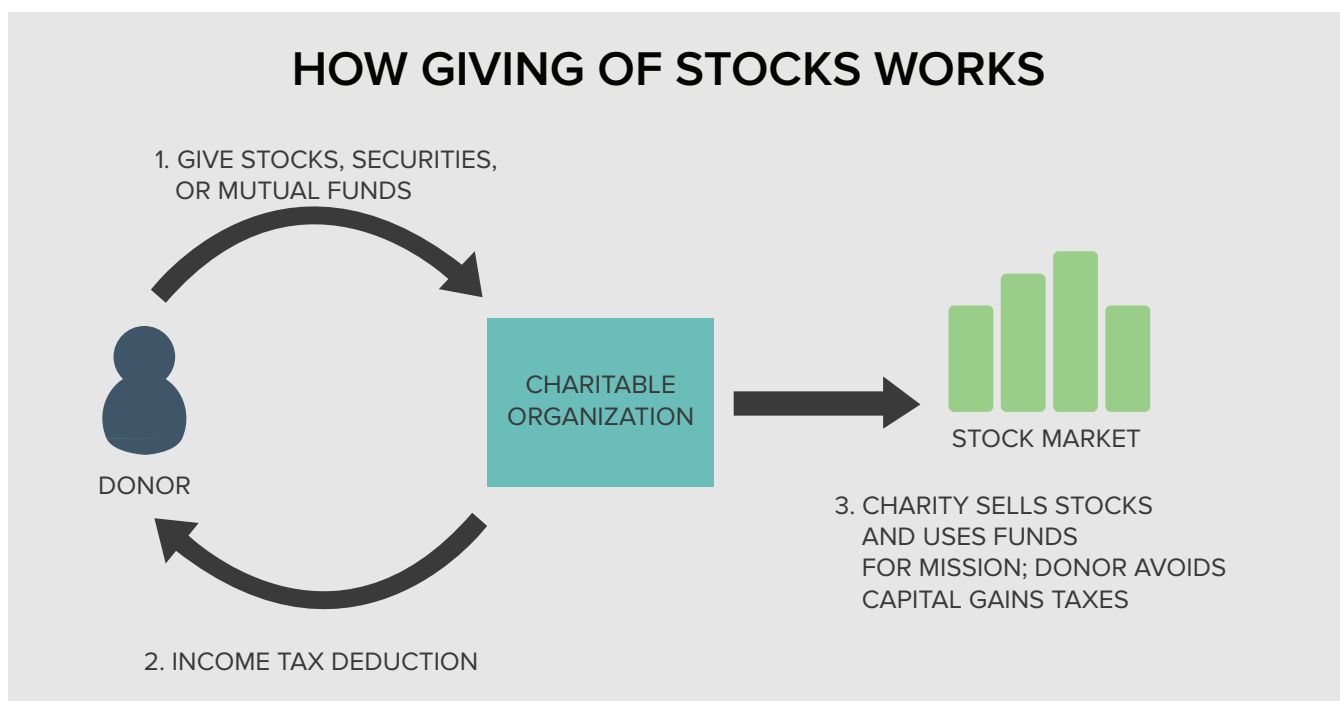 HOW GIVING OF STOCKS WORKS
1. GIVE STOCKS, SECURITIES,
OR MUTUAL FUNDS
CHARITABLE
ORGANIZATION
STOCK MARKET
DONOR
3. CHARITY SELLS STOCKS
AND USES FUNDS
FOR MISSION; DONOR AVOIDS
CAPITAL GAINS TAXES
2. INCOME TAX DEDUCTION